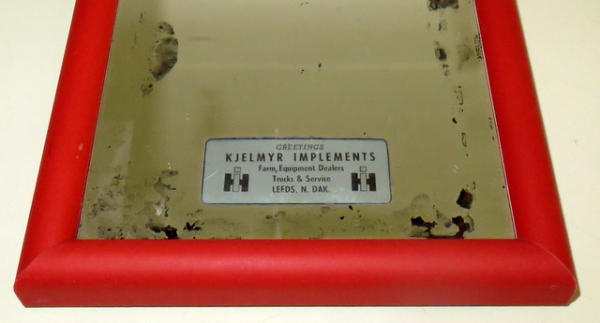 GREETINGS
KJELMYR IMPLEMENTS
Farm, Equipment Dealers
Trucks & Service
LEEDS, N. DAK.